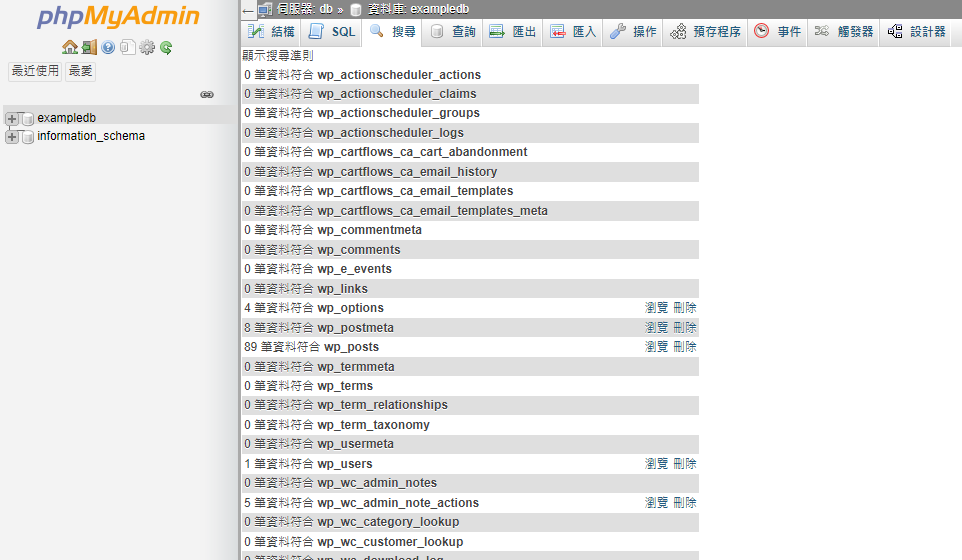 phpMyAdmin
最近使用 最愛
exampledb
information_schema
伺服器: db » 資料庫: exampledb
結構 SQL 搜尋 查詢 匯出 匯入 操作 預存程序 事件 觸發器 設計器
顯示搜尋準則
0 筆資料符合 wp_actionscheduler_actions
0 筆資料符合 wp_actionscheduler_claims
0 筆資料符合 wp_actionscheduler_groups
0 筆資料符合 wp_actionscheduler_logs
0 筆資料符合 wp_cartflows_ca_cart_abandonment
0 筆資料符合 wp_cartflows_ca_email_history
0 筆資料符合 wp_cartflows_ca_email_templates
0 筆資料符合 wp_cartflows_ca_email_templates_meta
0 筆資料符合 wp_commentmeta
0 筆資料符合 wp_comments
0 筆資料符合 wp_e_events
0 筆資料符合 wp_links
4 筆資料符合 wp_options 瀏覽 刪除
8 筆資料符合 wp_postmeta 瀏覽 刪除
89 筆資料符合 wp_posts 瀏覽 刪除
0 筆資料符合 wp_termmeta
0 筆資料符合 wp_terms
0 筆資料符合 wp_term_relationships
0 筆資料符合 wp_term_taxonomy
0 筆資料符合 wp_usermeta
1 筆資料符合 wp_users 瀏覽 刪除
0 筆資料符合 wp_wc_admin_notes
5 筆資料符合 wp_wc_admin_note_actions 瀏覽 刪除
0 筆資料符合 wp_wc_category_lookup
0 筆資料符合 wp_wc_customer_lookup
0 筆資料符合 wp_wc_download_log